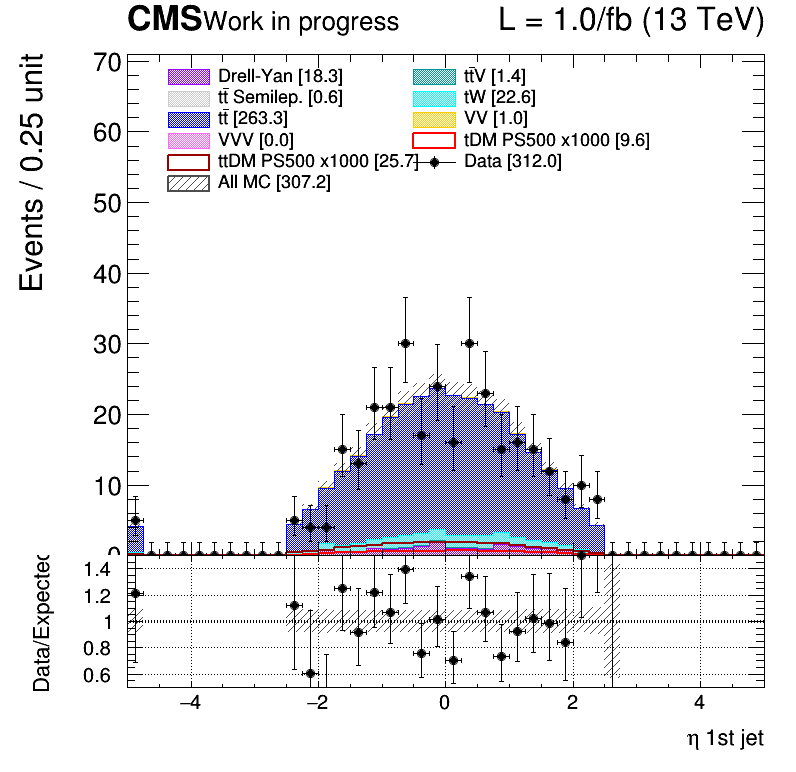 CMS Work in progress L = 1.0/fb (13 TeV)
Events / 0.25 unit
70
60
50
40
30
20
10
0
Drell-Yan [18.3] tt̄V [1.4]
tt̄ Semilep. [0.6] tW [22.6]
tt̄ [263.3] VV [1.0]
VVV [0.0] tDM PS500 x1000 [9.6]
ttDM PS500 x1000 [25.7] Data [312.0]
All MC [307.2]
Data/Expected
1.4
1.2
1
0.8
0.6
−4 −2 0 2 4
η 1st jet